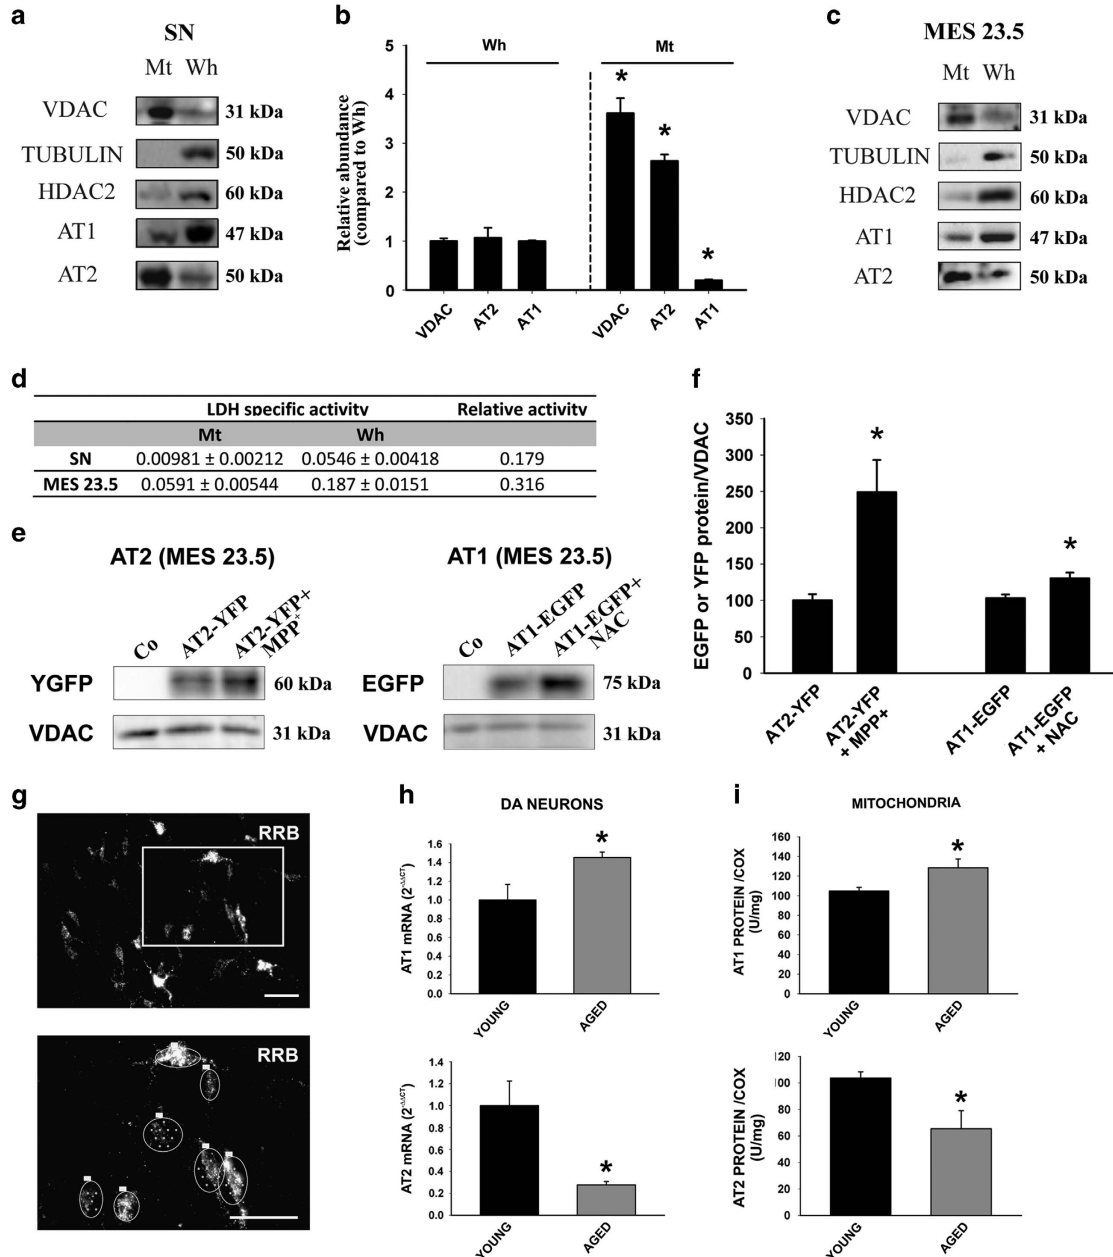 a
SN
Mt Wh
VDAC 31 kDa
TUBULIN 50 kDa
HDAC2 60 kDa
AT1 47 kDa
AT2 50 kDa
b
Relative abundance
(compared to Wh)
5
4
3
2
1
0
Wh
Mt
*
*
*
VDAC
AT2
AT1
VDAC
AT2
AT1
c
MES 23.5
Mt Wh
VDAC 31 kDa
TUBULIN 50 kDa
HDAC2 60 kDa
AT1 47 kDa
AT2 50 kDa
d
LDH specific activity Relative activity
Mt Wh
SN 0.00981 ± 0.00212 0.0546 ± 0.00418 0.179
MES 23.5 0.0591 ± 0.00544 0.187 ± 0.0151 0.316
e
AT2 (MES 23.5)
Co
AT2-YFP
AT2-YFP+
MPP+
YGFP 60 kDa
VDAC 31 kDa
AT1 (MES 23.5)
Co
AT1-EGFP
AT1-EGFP+
NAC
EGFP 75 kDa
VDAC 31 kDa
f
EGFP or YFP protein/VDAC
350
300
250
200
150
100
50
0
*
*
AT2-YFP
AT2-YFP
+ MPP+
AT1-EGFP
AT1-EGFP
+ NAC
g
RRB
RRB
h
DA NEURONS
AT1 mRNA (2-ΔΔCT)
1.6
1.4
1.2
1.0
0.8
0.6
0.4
0.2
0.0
*
YOUNG
AGED
AT2 mRNA (2-ΔΔCT)
1.4
1.2
1.0
0.8
0.6
0.4
0.2
0.0
*
YOUNG
AGED
i
MITOCHONDRIA
AT1 PROTEIN /COX
(U/mg)
160
140
120
100
80
60
40
20
0
*
YOUNG
AGED
AT2 PROTEIN /COX
(U/mg)
120
100
80
60
40
20
0
*
YOUNG
AGED